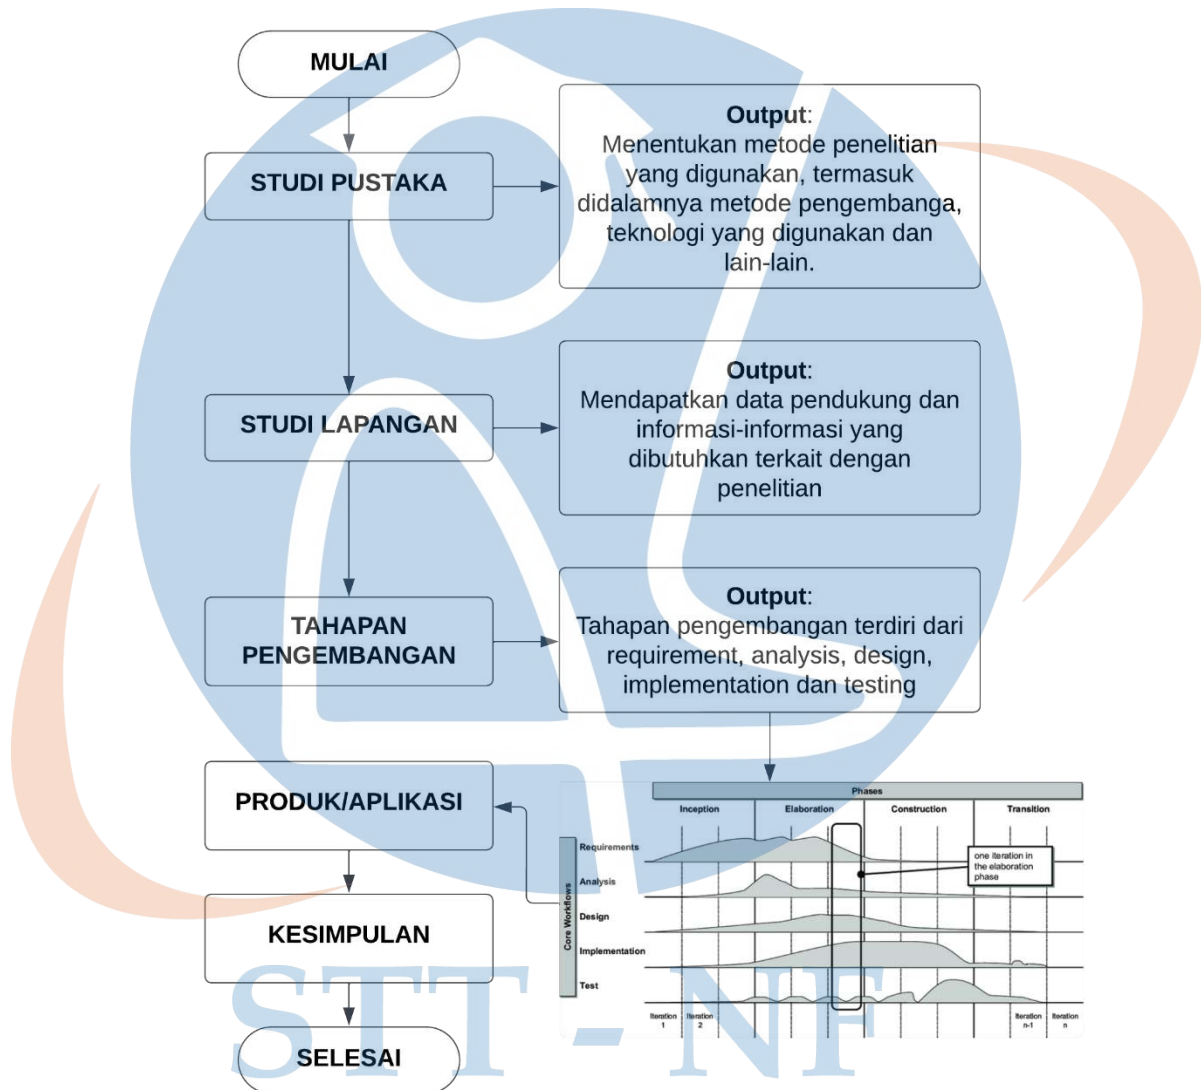 MULAI
STUDI PUSTAKA
Output:
Menentukan metode penelitian
yang digunakan, termasuk
didalamnya metode pengembanga,
teknologi yang digunakan dan
lain-lain.
STUDI LAPANGAN
Output:
Mendapatkan data pendukung dan
informasi-informasi yang
dibutuhkan terkait dengan
penelitian
TAHAPAN
PENGEMBANGAN
Output:
Tahapan pengembangan terdiri dari
requirement, analysis, design,
implementation dan testing
PRODUK/APLIKASI
Phases
Inception Elaboration Construction Transition
Core Workflows
Requirements
one iteration in
the elaboration
phase
Analysis
Design
Implementation
Test
Iteration
1
Iteration
2
Iteration
n-1
Iteration
n
KESIMPULAN
SELESAI
STT - NF